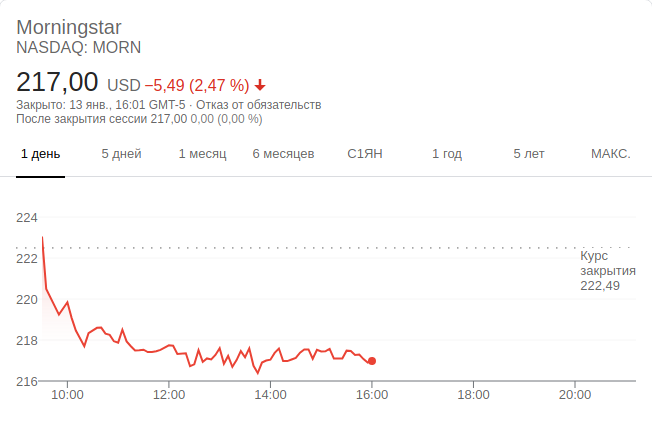 Morningstar
NASDAQ: MORN
217,00 USD −5,49 (2,47 %)
Закрыто: 13 янв., 16:01 GMT-5 · Отказ от обязательств
После закрытия сессии 217,00 0,00 (0,00 %)
1 день 5 дней 1 месяц 6 месяцев С1ЯН 1 год 5 лет МАКС.
224
222
220
218
216
Курс
закрытия
222,49
10:00 12:00 14:00 16:00 18:00 20:00